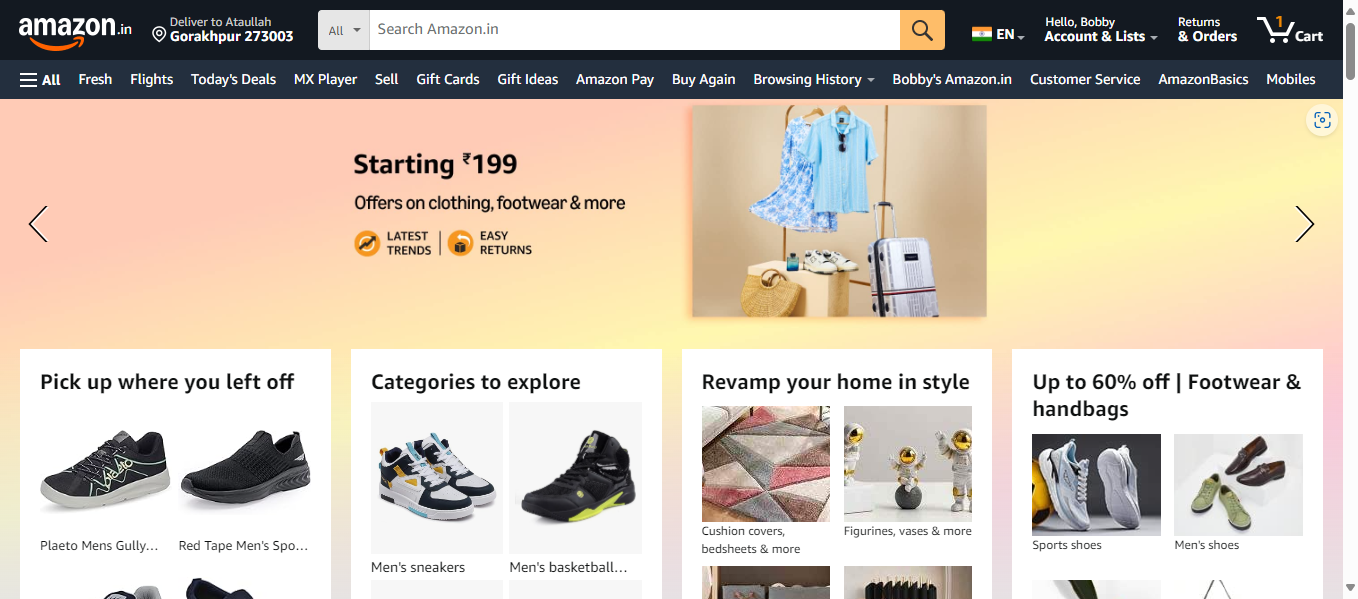 amazon.in
Deliver to Ataullah
Gorakhpur 273003
All
Search Amazon.in
EN
Hello, Bobby
Account & Lists
Returns
& Orders
1
Cart
All
Fresh
Flights
Today's Deals
MX Player
Sell
Gift Cards
Gift Ideas
Amazon Pay
Buy Again
Browsing History
Bobby's Amazon.in
Customer Service
AmazonBasics
Mobiles
Starting ₹199
Offers on clothing, footwear & more
LATEST
TRENDS
EASY
RETURNS
Pick up where you left off
Plaeto Mens Gully...
Red Tape Men's Spo...
Categories to explore
Men's sneakers
Men's basketball...
Revamp your home in style
Cushion covers,
bedsheets & more
Figurines, vases & more
Up to 60% off | Footwear &
handbags
Sports shoes
Men's shoes